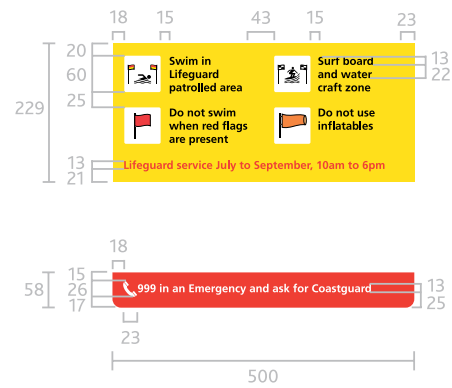 18 15 43 15 23
20
60
25
229
13
21
Swim in
Lifeguard
patrolled area
Surf board
and water
craft zone
13
22
Do not swim
when red flags
are present
Do not use
inflatables
Lifeguard service July to September, 10am to 6pm
18
15
26
17
58
999 in an Emergency and ask for Coastguard
13
25
23
500